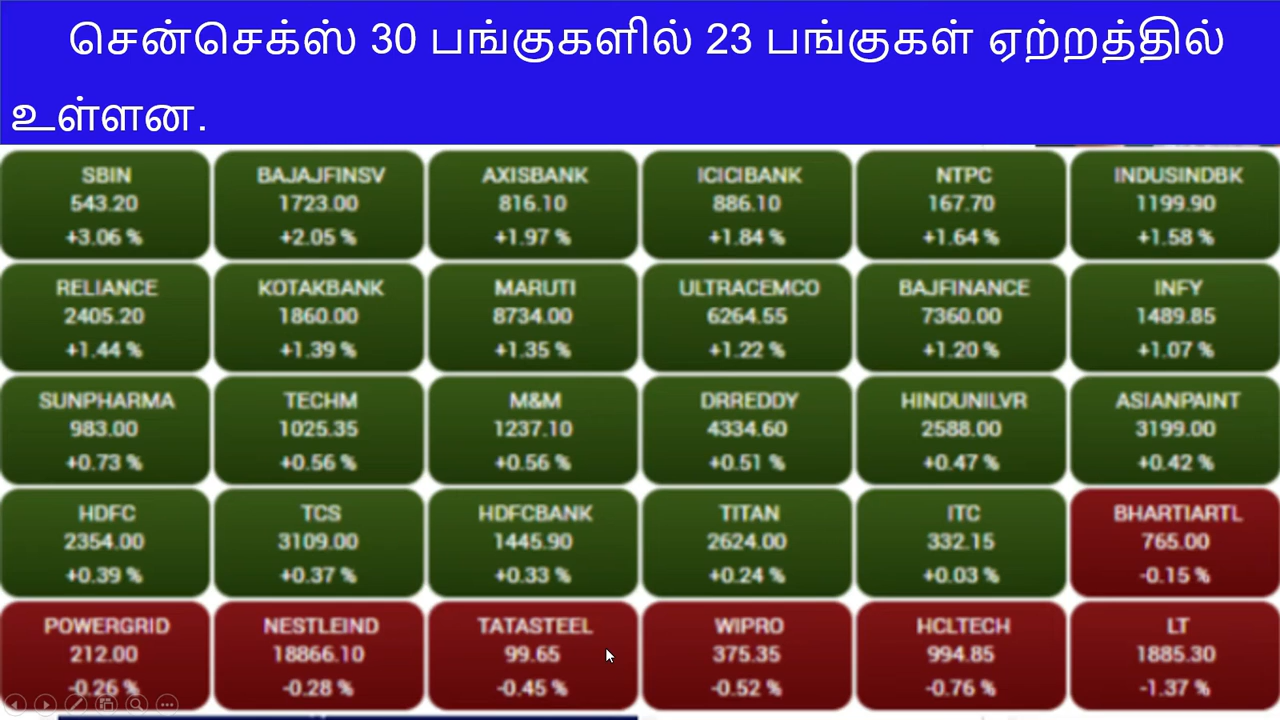 சென்செக்ஸ் 30 பங்குகளில் 23 பங்குகள் ஏற்றத்தில்
உள்ளன.
SBIN BAJAJFINSV AXISBANK ICICIBANK NTPC INDUSINDBK
543.20 1723.00 816.10 886.10 167.70 1199.90
+3.06 % +2.05 % +1.97 % +1.84 % +1.64 % +1.58 %
RELIANCE KOTAKBANK MARUTI ULTRACEMCO BAJFINANCE INFY
2405.20 1860.00 8734.00 6264.55 7360.00 1489.85
+1.44 % +1.39 % +1.35 % +1.22 % +1.20 % +1.07 %
SUNPHARMA TECHM M&M DRREDDY HINDUNILVR ASIANPAINT
983.00 1025.35 1237.10 4334.60 2588.00 3199.00
+0.73 % +0.56 % +0.56 % +0.51 % +0.47 % +0.42 %
HDFC TCS HDFCBANK TITAN ITC BHARTIARTL
2354.00 3109.00 1445.90 2624.00 332.15 765.00
+0.39 % +0.37 % +0.33 % +0.24 % +0.03 % -0.15 %
POWERGRID NESTLEIND TATASTEEL WIPRO HCLTECH LT
212.00 18866.10 99.65 375.35 994.85 1885.30
-0.26 % -0.28 % -0.45 % -0.52 % -0.76 % -1.37 %